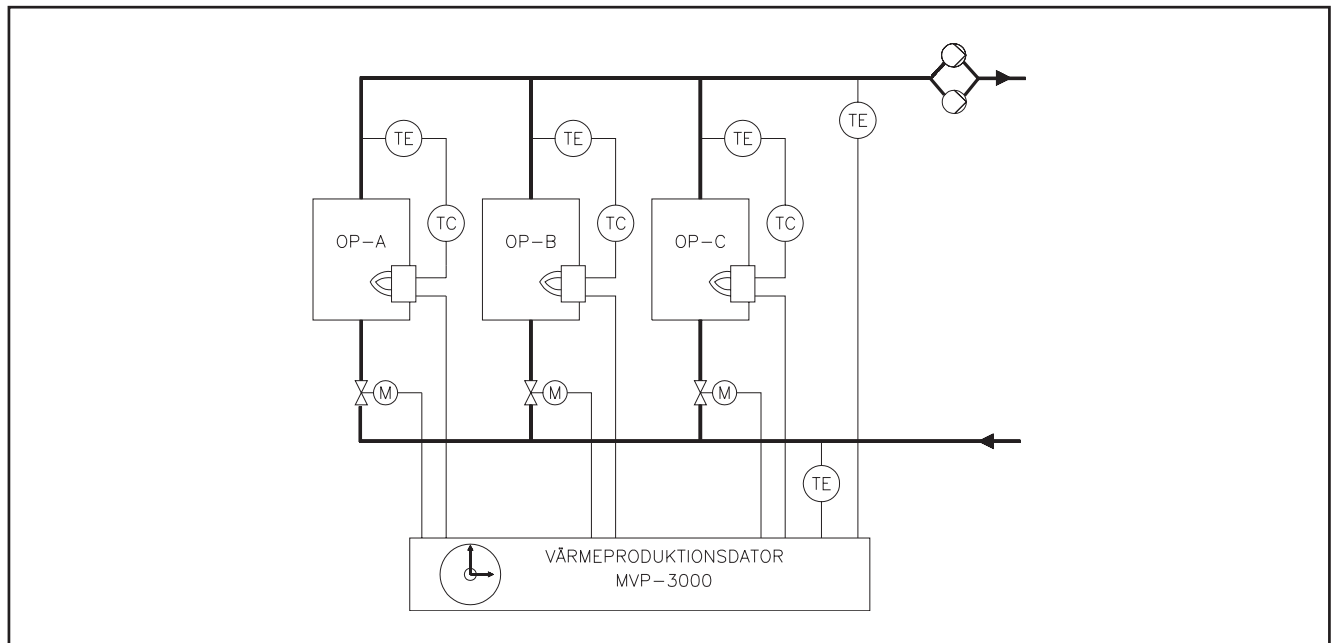 TE
TE
TE
TE
TC
TC
TC
OP-A
OP-B
OP-C
M
M
M
TE
VÄRMEPRODUKTIONSDATOR
MVP-3000